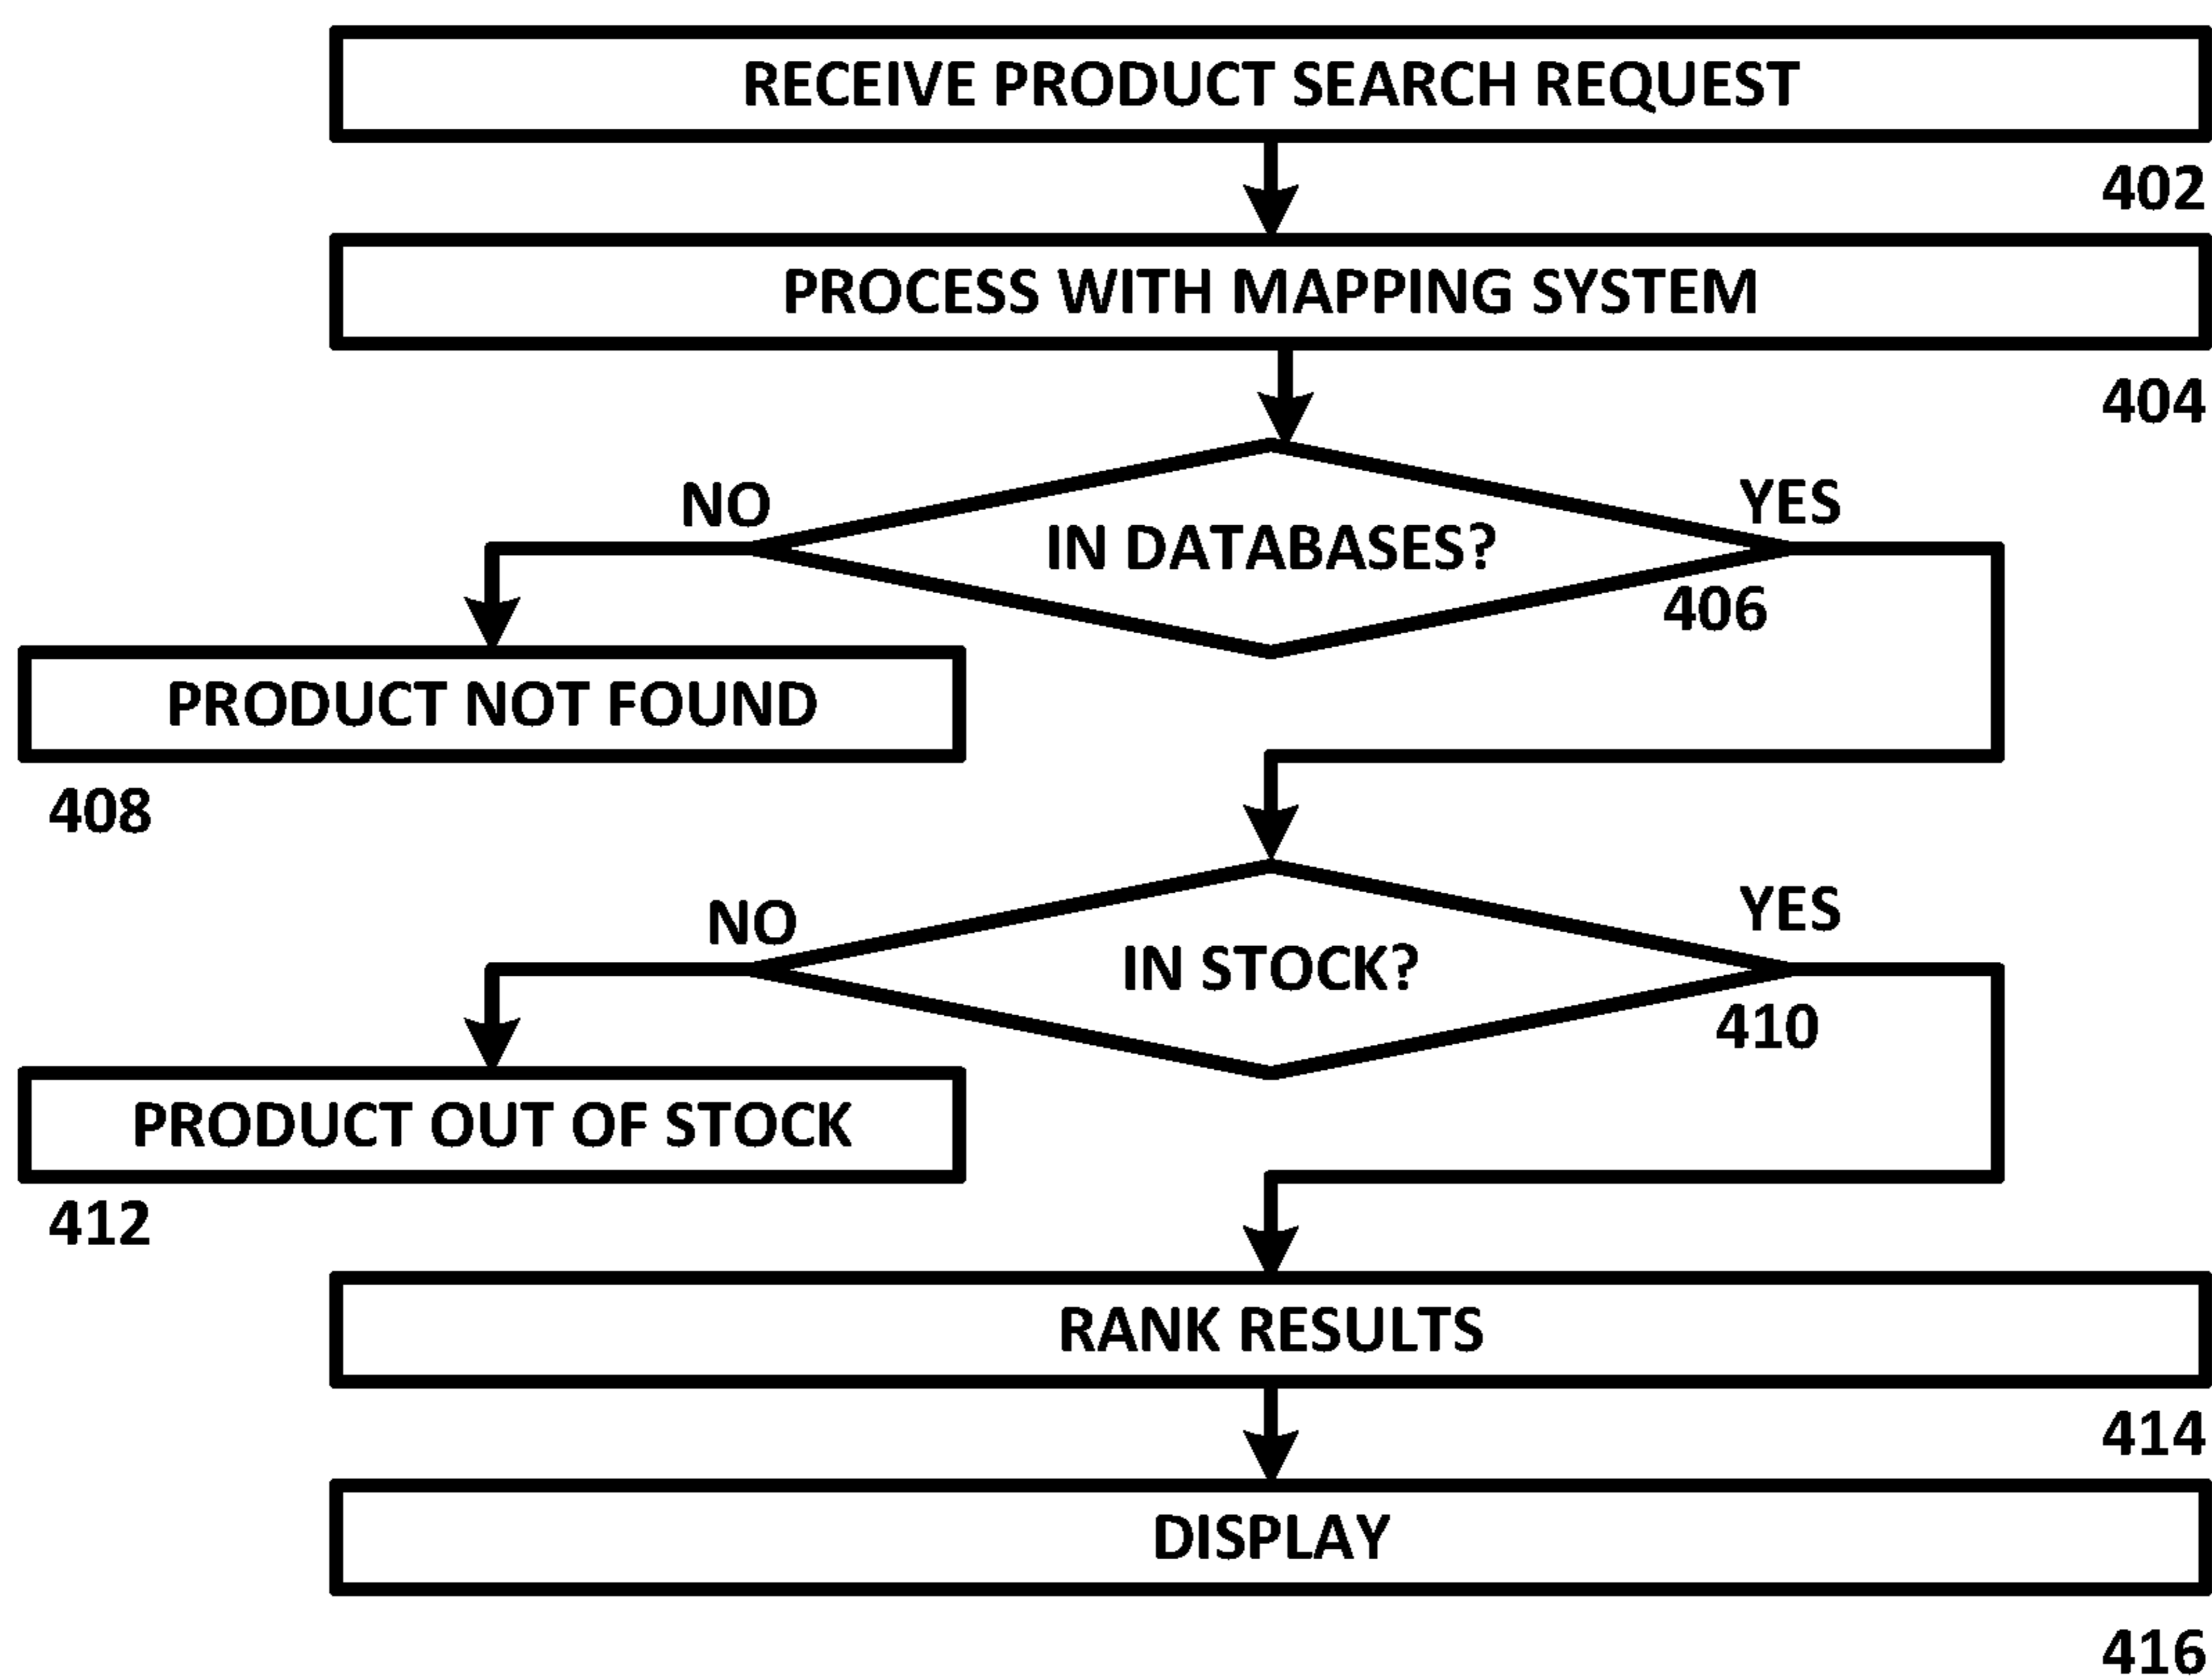 RECEIVE PRODUCT SEARCH REQUEST
402
PROCESS WITH MAPPING SYSTEM
404
NO
YES
IN DATABASES?
406
PRODUCT NOT FOUND
408
NO
YES
IN STOCK?
410
PRODUCT OUT OF STOCK
412
RANK RESULTS
414
DISPLAY
416